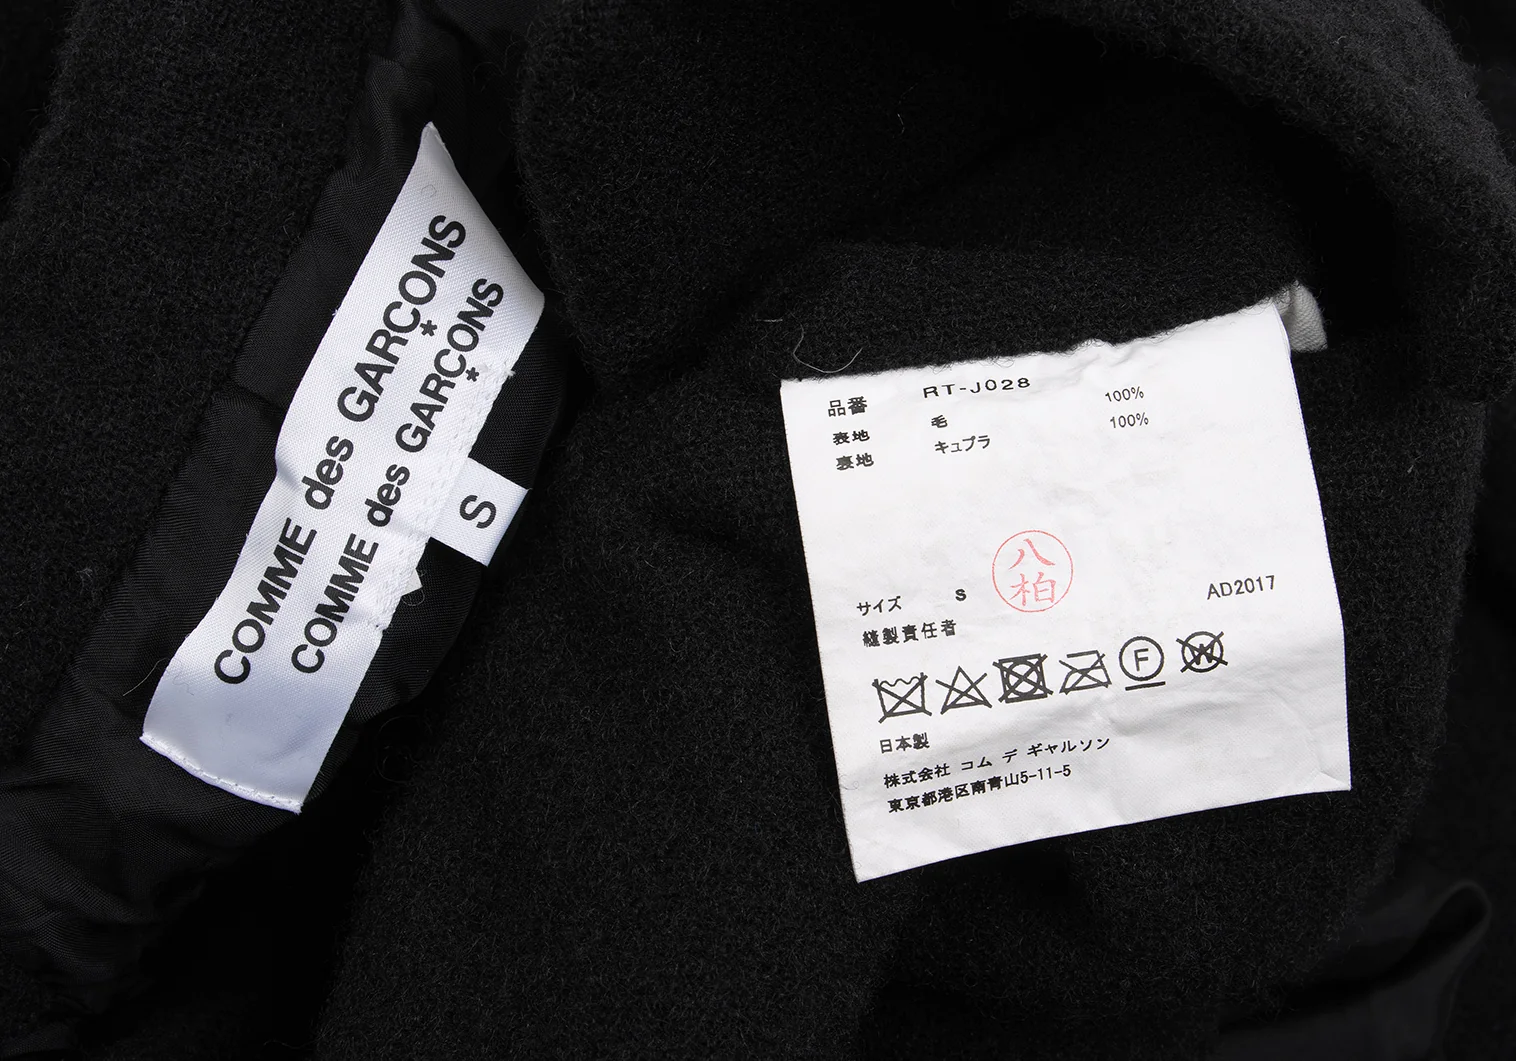 COMME des GARÇONS
COMME des GARÇONS
S
品番 RT-J028
表地 毛 100%
裏地 キュプラ 100%
八
柏
サイズ S AD2017
縫製責任者
F
W
日本製
株式会社 コム デ ギャルソン
東京都港区南青山5-11-5